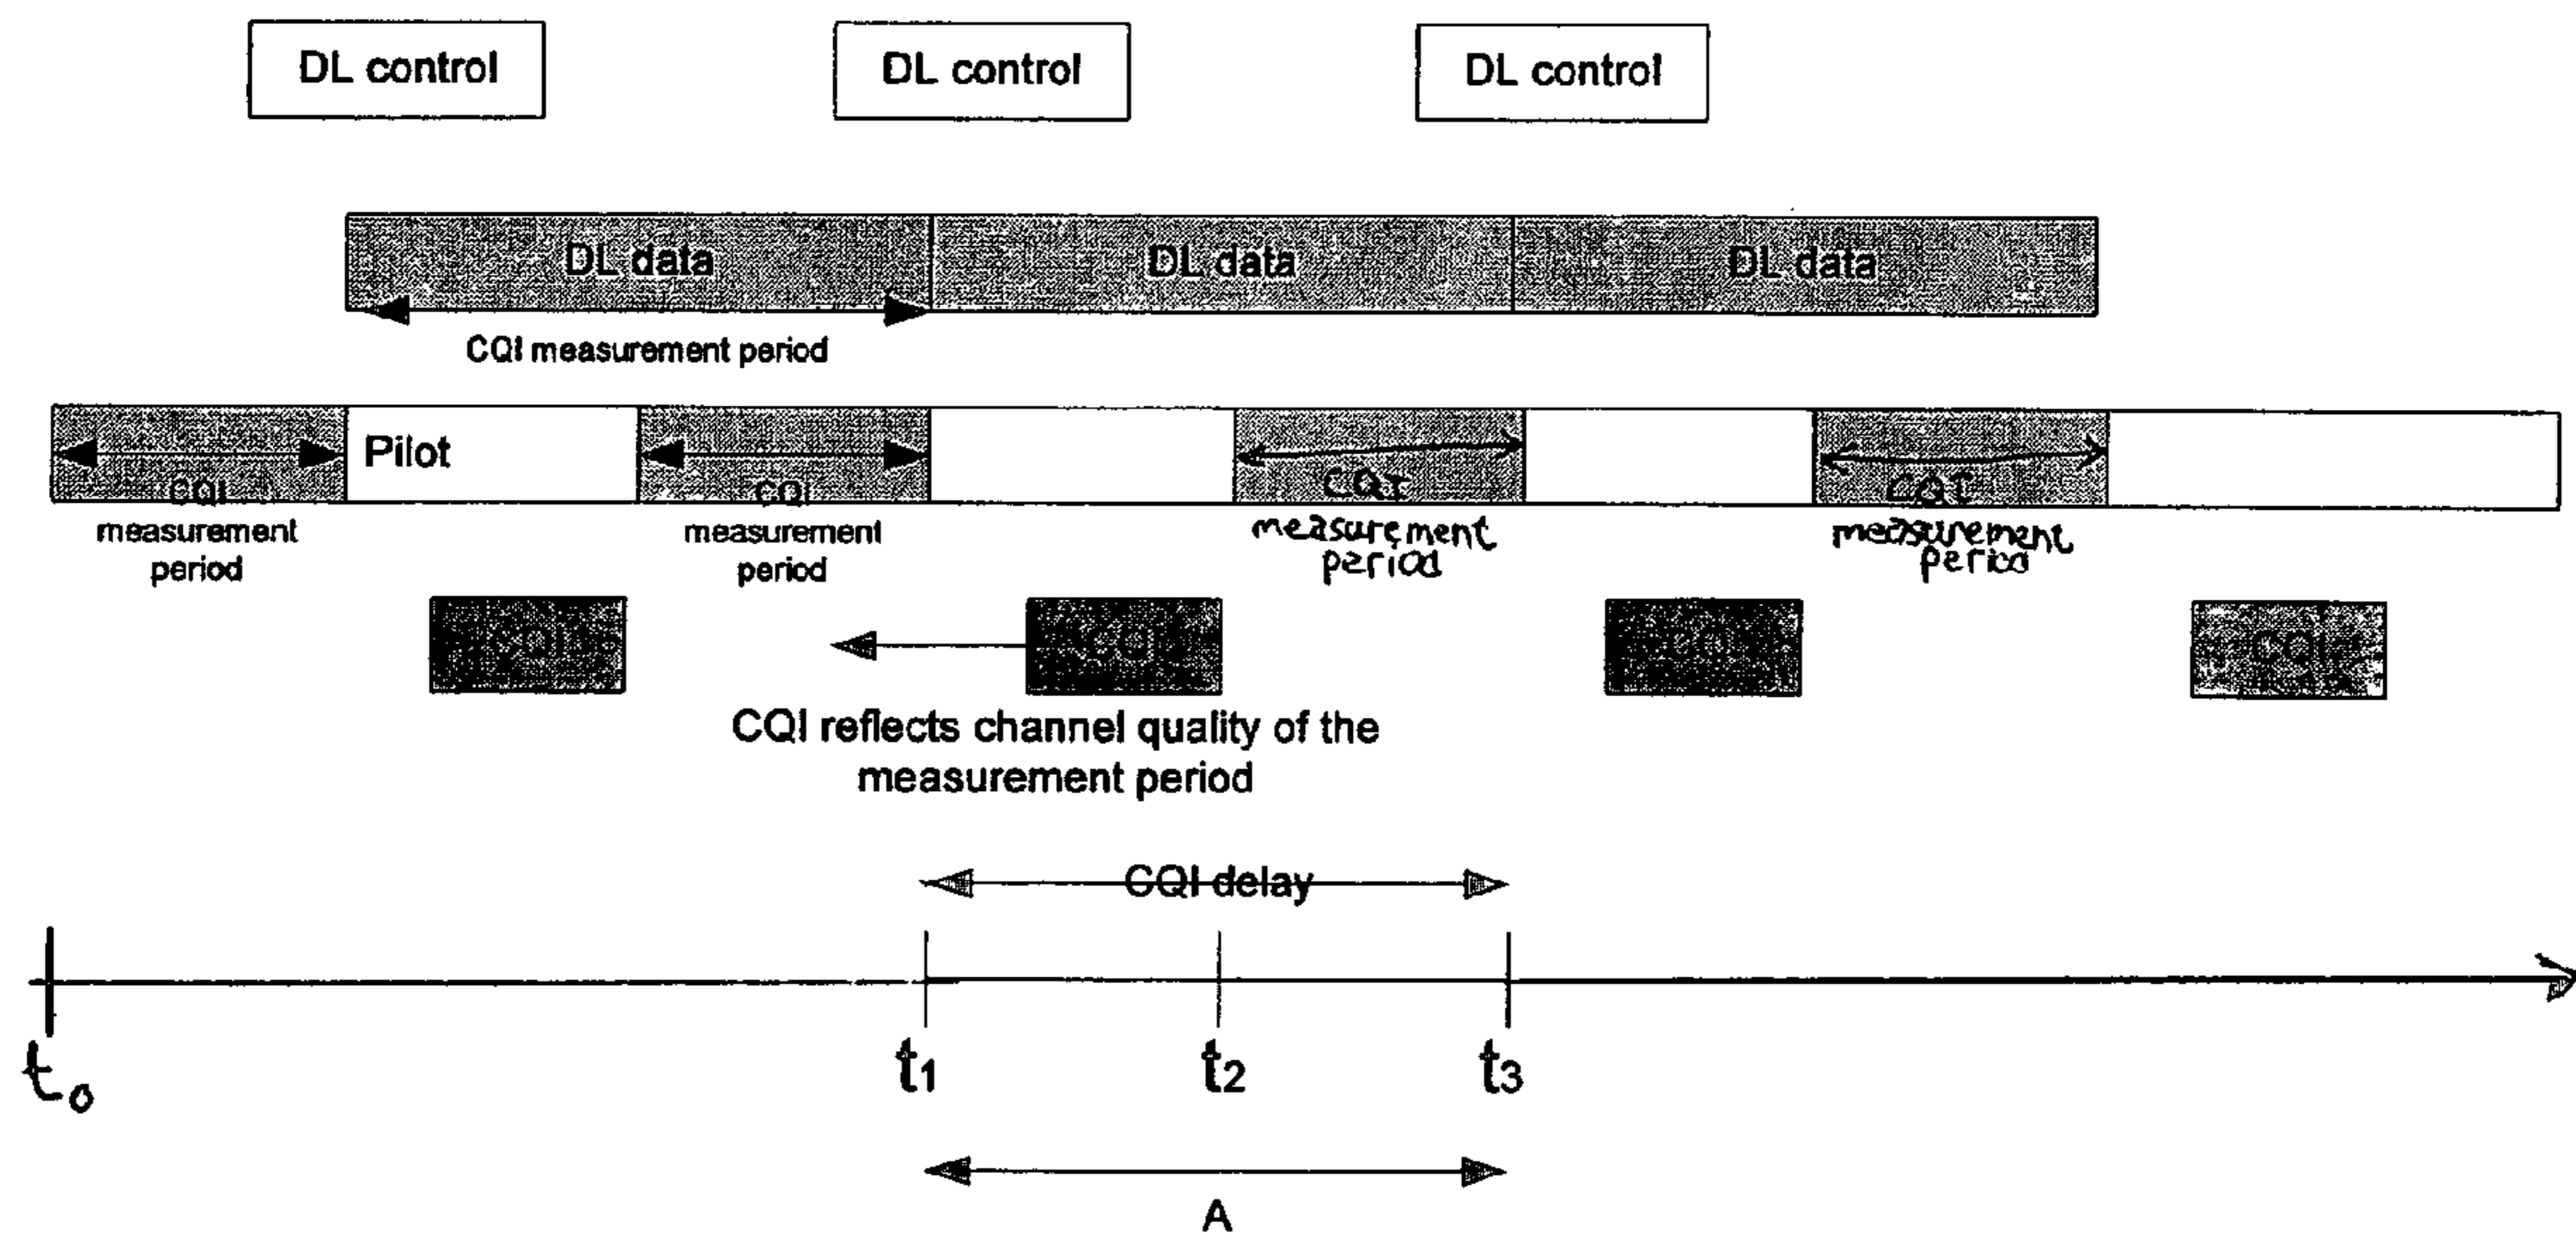 DL control DL control DL control
DL data DL data DL data
CQI measurement period
Pilot
CQI CQI CQI CQI
measurement measurement measurement measurement
period period period period
CQI CQI CQI CQI
CQI reflects channel quality of the
measurement period
CQI delay
t0 t1 t2 t3
A